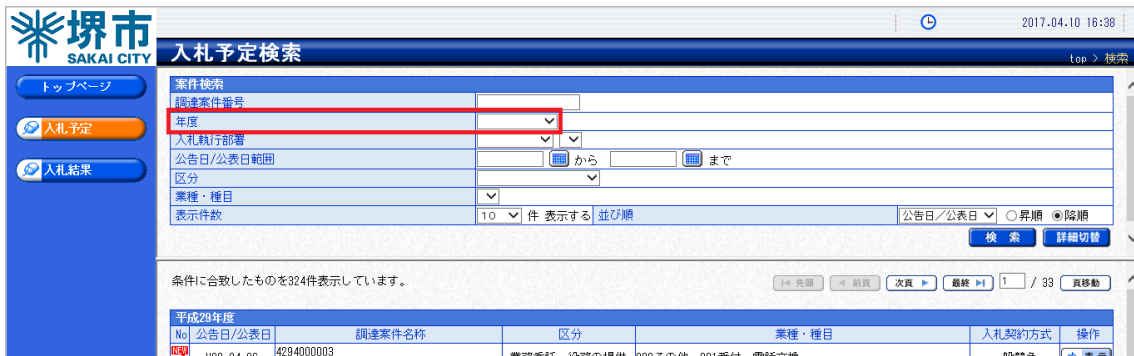 堺市
SAKAI CITY
2017.04.10 16:38
入札予定検索
top > 検索
トップページ
入札予定
入札結果
案件検索
調達案件番号
年度
入札執行部署
公告日/公表日範囲 から まで
区分
業種・種目
表示件数 10 件 表示する 並び順 公告日/公表日 昇順 降順
検 索 詳細切替
条件に合致したものを324件表示しています。
先頭 前頁 次頁 最終 1 / 33 頁移動
平成29年度
No 公告日/公表日 調達案件名称 区分 業種・種目 入札契約方式 操作
NEW 4294000003